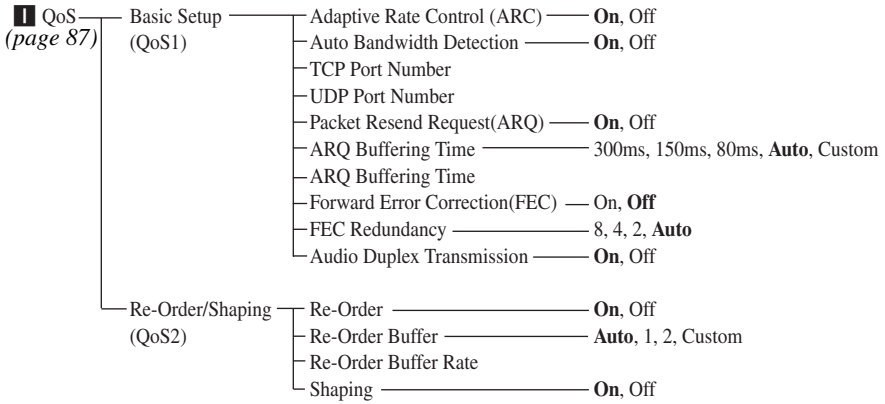 I QoS Basic Setup Adaptive Rate Control (ARC) On, Off
(page 87) (QoS1) Auto Bandwidth Detection On, Off
TCP Port Number
UDP Port Number
Packet Resend Request(ARQ) On, Off
ARQ Buffering Time 300ms, 150ms, 80ms, Auto, Custom
ARQ Buffering Time
Forward Error Correction(FEC) On, Off
FEC Redundancy 8, 4, 2, Auto
Audio Duplex Transmission On, Off
Re-Order/Shaping Re-Order On, Off
(QoS2) Re-Order Buffer Auto, 1, 2, Custom
Re-Order Buffer Rate
Shaping On, Off